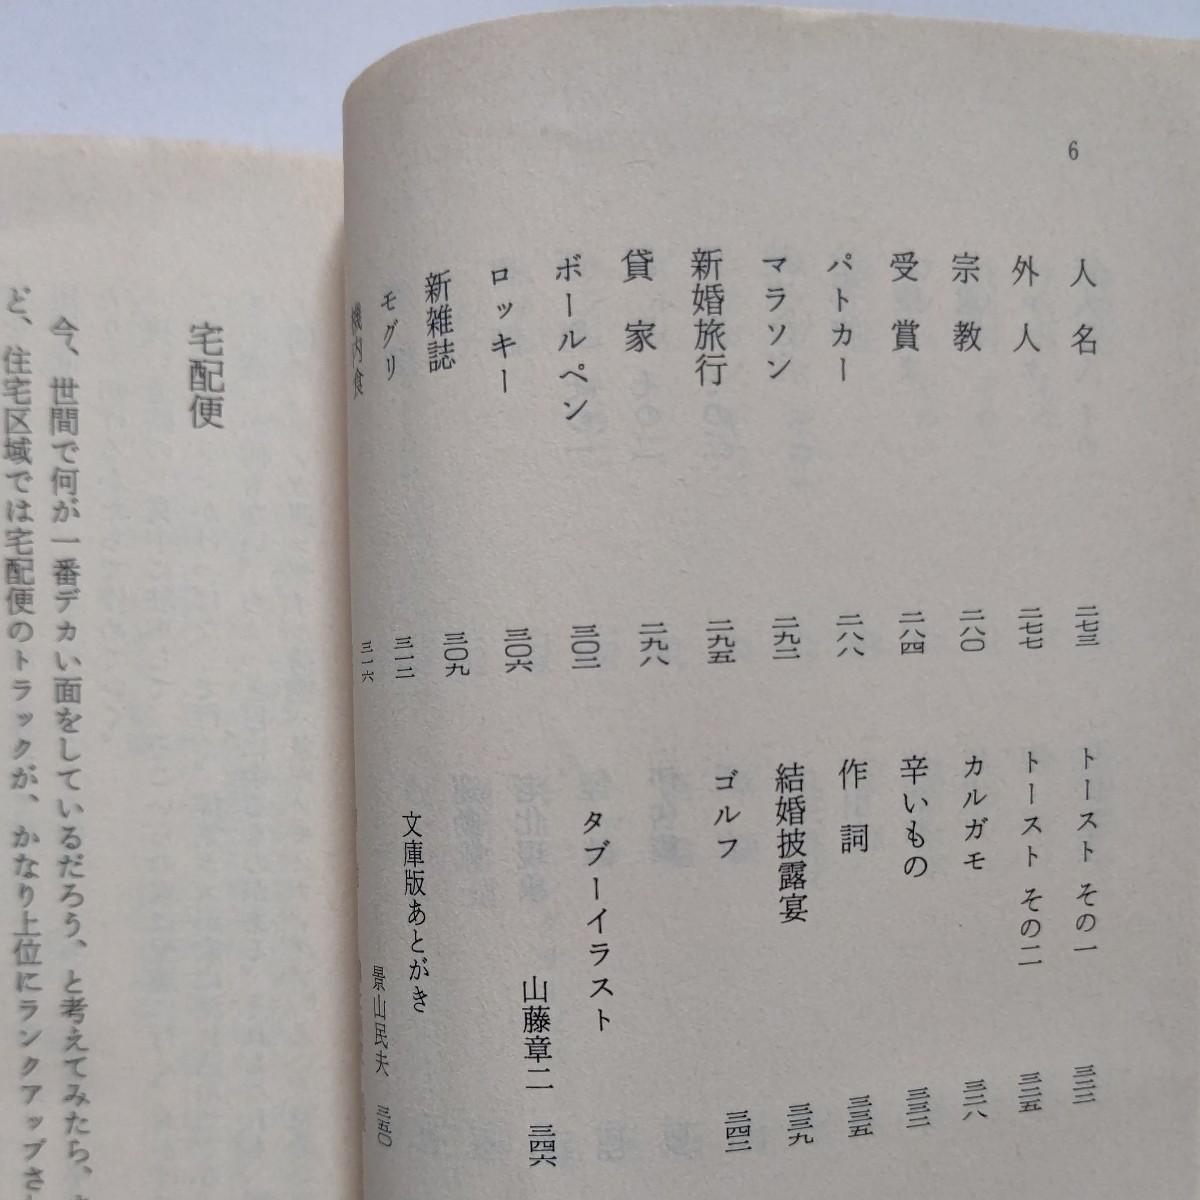 6
人名 二七三
外人 二七七
宗教 二八〇
受賞 二八四
パトカー 二八八
マラソン 二九二
新婚旅行 二九五
貸家 二九八
ボールペン 三〇二
ロッキー 三〇六
新雑誌 三〇九
モグリ 三一二
機内食 三一六
トースト その一 三二二
トースト その二 三二五
カルガモ 三二八
辛いもの 三三二
作詞 三三五
結婚披露宴 三三九
ゴルフ 三四二
タブーイラスト
山藤章二 三四六
文庫版あとがき
景山民夫 三五〇
宅配便
今、世間で何が一番デカい面をしているだろう、と考えてみたら、
ど、住宅区域では宅配便のトラックが、かなり上位にランクアップさ